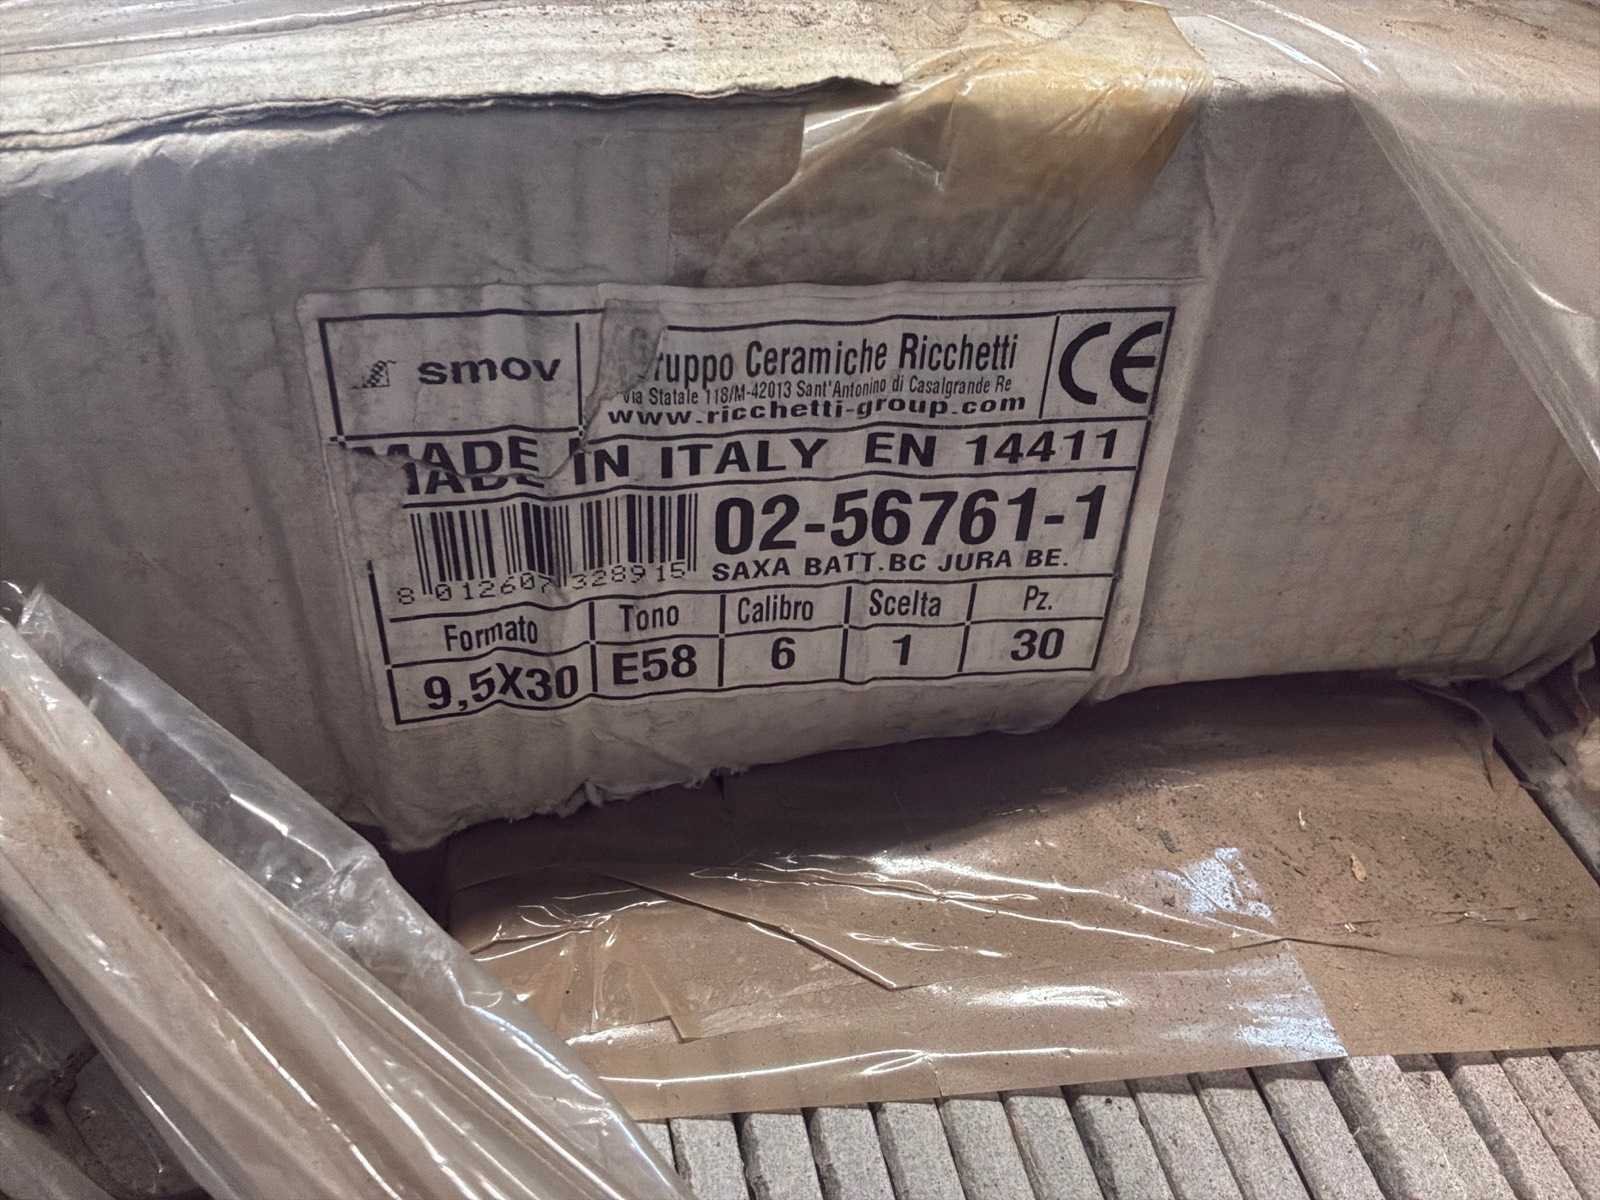 smov
Gruppo Ceramiche Ricchetti
Via Statale 118/M-42013 Sant'Antonino di Casalgrande Re
www.ricchetti-group.com
CE
MADE IN ITALY EN 14411
02-56761-1
8 012607 328915
SAXA BATT.BC JURA BE.
Formato Tono Calibro Scelta Pz.
9,5X30 E58 6 1 30